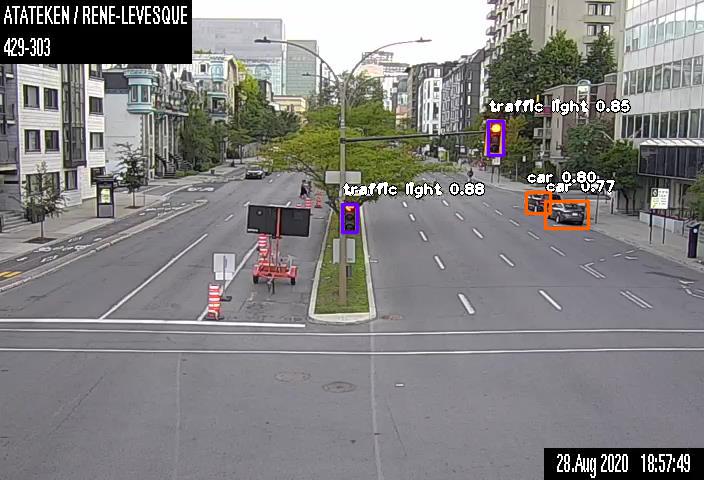 ATATEKEN / RENE-LEVESQUE
429-303
traffic light 0.85
car 0.80
car 0.77
traffic light 0.88
28.Aug 2020 18:57:49